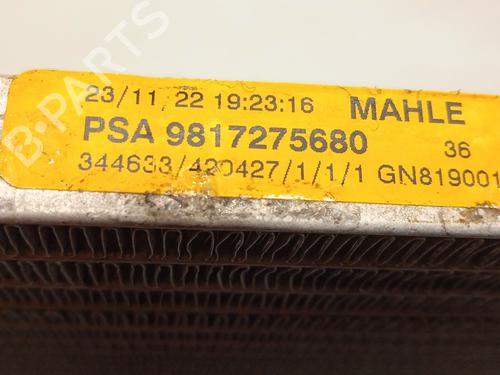 23/11/22 19:23:16 MAHLE
PSA 9817275680 36
344633/420427/1/1/1 GN819001
B-PARTS